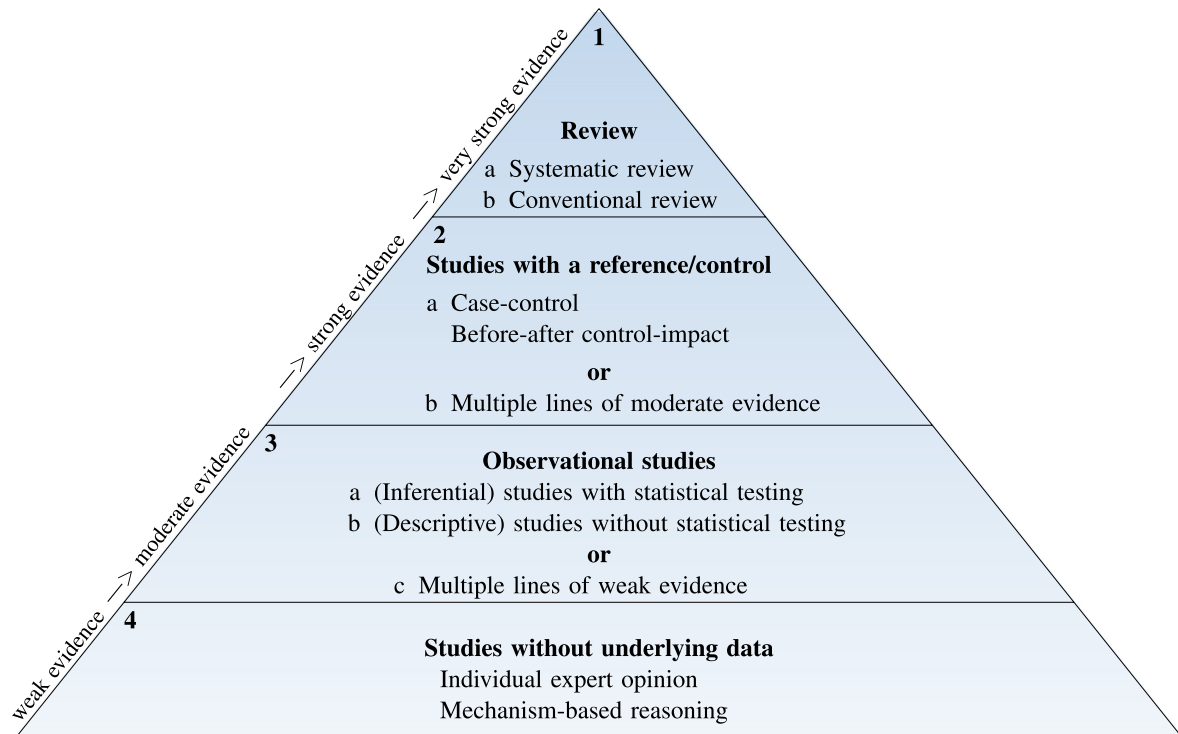 1
Review
a Systematic review
b Conventional review
2
Studies with a reference/control
a Case-control
Before-after control-impact
or
b Multiple lines of moderate evidence
3
Observational studies
a (Inferential) studies with statistical testing
b (Descriptive) studies without statistical testing
or
c Multiple lines of weak evidence
4
Studies without underlying data
Individual expert opinion
Mechanism-based reasoning
weak evidence --> moderate evidence --> strong evidence --> very strong evidence